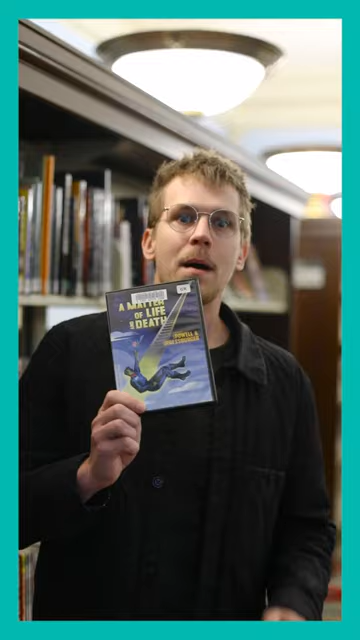 A MATTER
OF LIFE
AND DEATH
POWELL &
PRESSBURGER